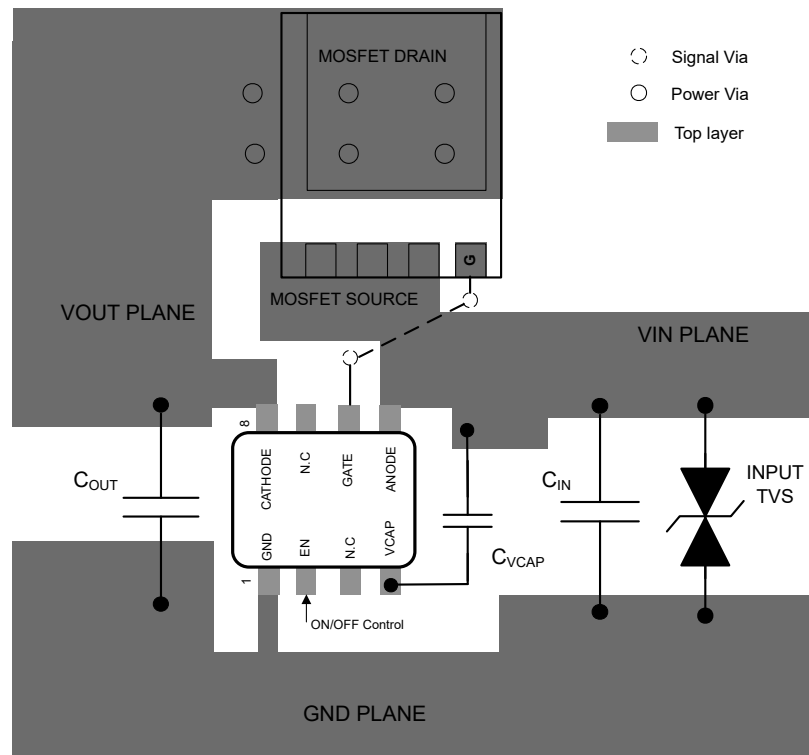 MOSFET DRAIN
Signal Via
Power Via
Top layer
G
MOSFET SOURCE
VOUT PLANE
VIN PLANE
8
CATHODE
N.C
GATE
ANODE
COUT
CIN
INPUT
TVS
GND
EN
N.C
VCAP
CVCAP
1
ON/OFF Control
GND PLANE